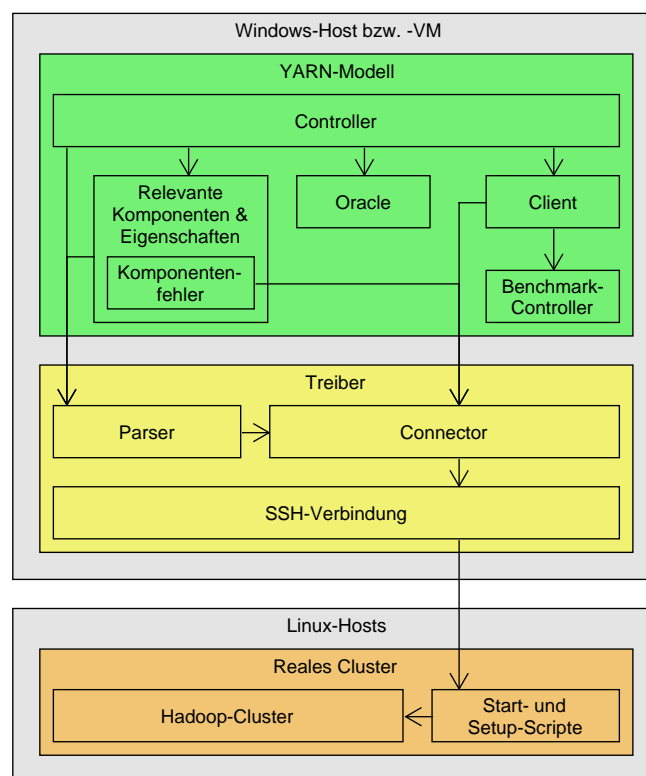 Windows-Host bzw. -VM
YARN-Modell
Controller
Relevante
Komponenten &
Eigenschaften
Komponenten-
fehler
Oracle
Client
Benchmark-
Controller
Treiber
Parser
Connector
SSH-Verbindung
Linux-Hosts
Reales Cluster
Hadoop-Cluster
Start- und
Setup-Scripte